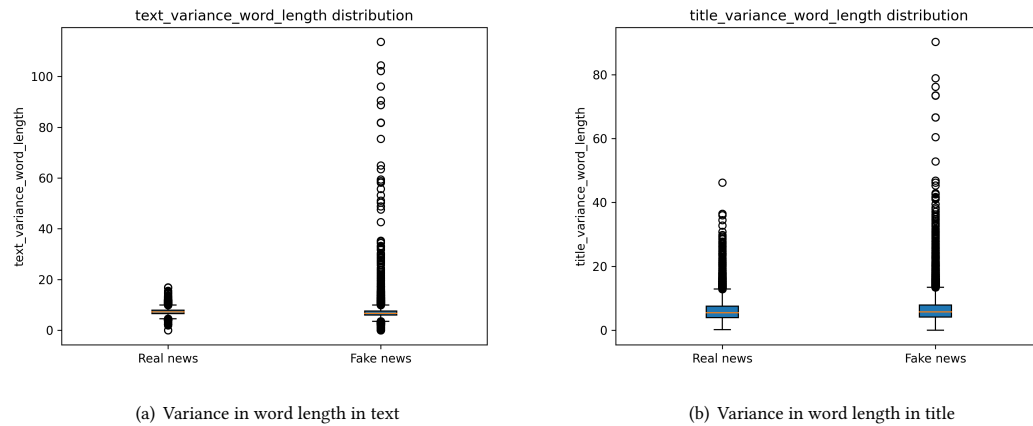 text_variance_word_length distribution
text_variance_word_length
100
80
60
40
20
0
Real news
Fake news
(a) Variance in word length in text
title_variance_word_length distribution
title_variance_word_length
80
60
40
20
0
Real news
Fake news
(b) Variance in word length in title